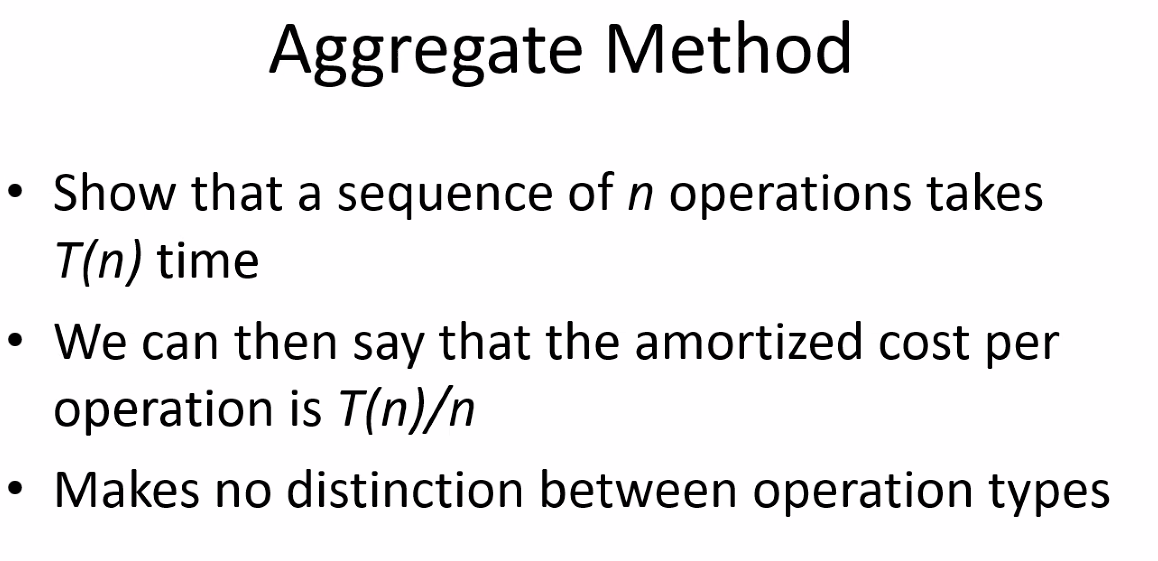 Aggregate Method
• Show that a sequence of n operations takes
T(n) time
• We can then say that the amortized cost per
operation is T(n)/n
• Makes no distinction between operation types